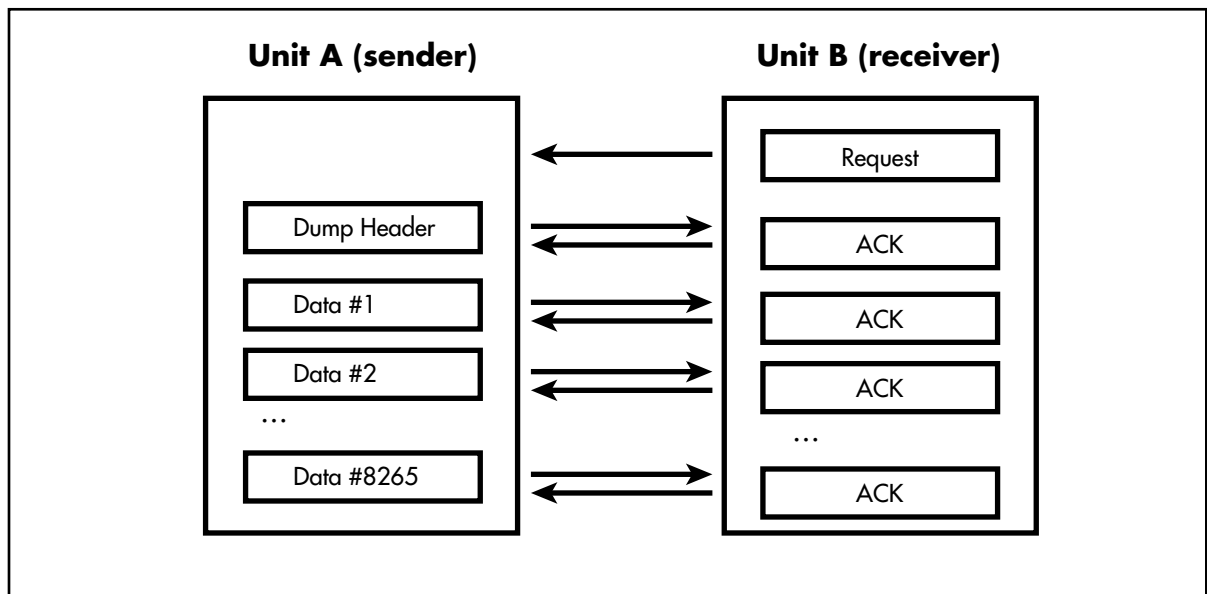 Unit A (sender) Unit B (receiver)
Request
Dump Header ACK
Data #1 ACK
Data #2 ACK
... ...
Data #8265 ACK